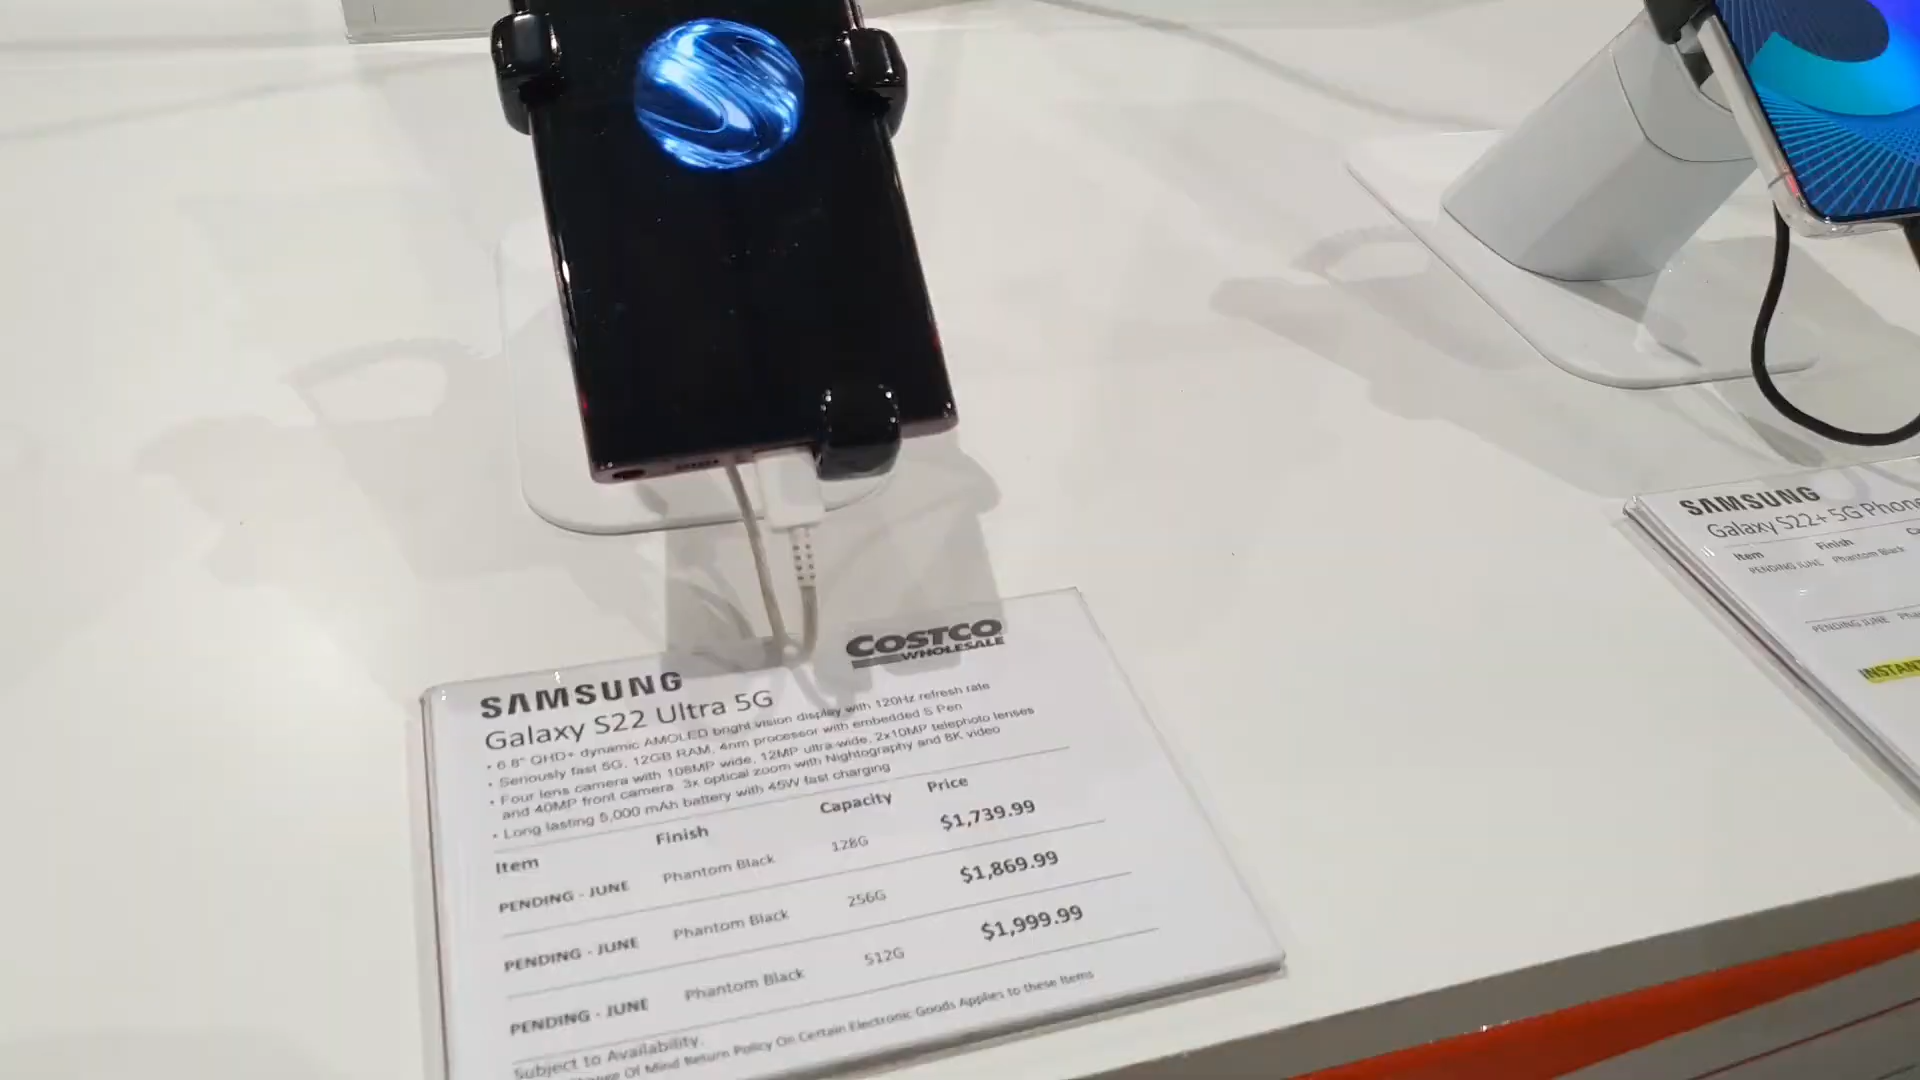 COSTCO
WHOLESALE
SAMSUNG
Galaxy S22 Ultra 5G
• 6.8" QHD+ dynamic AMOLED bright vision display with 120Hz refresh rate
• Seriously fast 5G, 12GB RAM, 4nm processor with embedded S Pen
• Four lens camera with 108MP wide, 12MP ultra-wide, 2x10MP telephoto lenses
and 40MP front camera 3x optical zoom with Nightography and 8K video
• Long lasting 5,000 mAh battery with 45W fast charging
Item Finish Capacity Price
PENDING - JUNE Phantom Black 128G $1,739.99
PENDING - JUNE Phantom Black 256G $1,869.99
PENDING - JUNE Phantom Black 512G $1,999.99
Subject to Availability.
Of Mind Return Policy On Certain Electronic Goods Applies to these Items
SAMSUNG
Galaxy S22+ 5G Phone
Item Finish
PENDING JUNE Phantom Black
PENDING JUNE
INSTAN